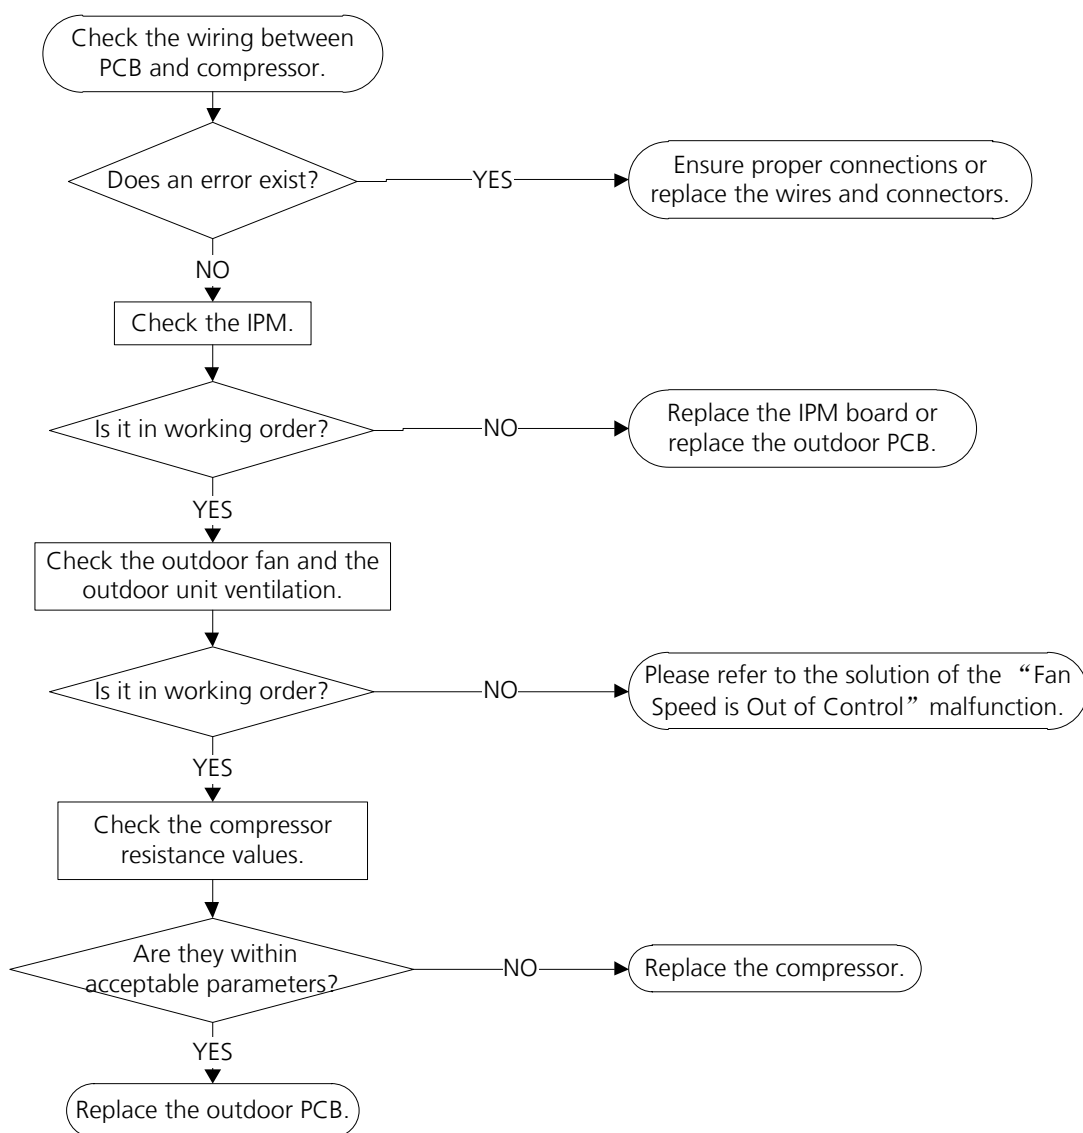 Check the wiring between
PCB and compressor.
Does an error exist?
YES
Ensure proper connections or
replace the wires and connectors.
NO
Check the IPM.
Is it in working order?
NO
Replace the IPM board or
replace the outdoor PCB.
YES
Check the outdoor fan and the
outdoor unit ventilation.
Is it in working order?
NO
Please refer to the solution of the “Fan
Speed is Out of Control” malfunction.
YES
Check the compressor
resistance values.
Are they within
acceptable parameters?
NO
Replace the compressor.
YES
Replace the outdoor PCB.